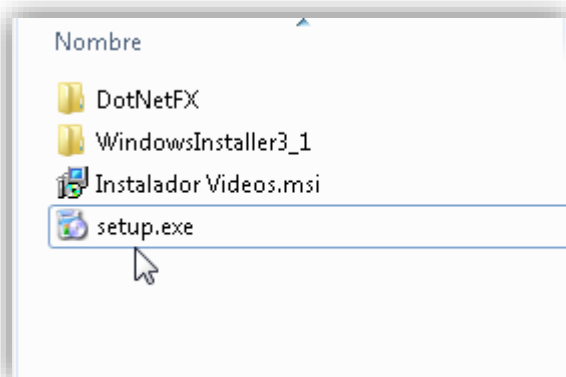 Nombre
DotNetFX
WindowsInstaller3_1
Instalador Videos.msi
setup.exe